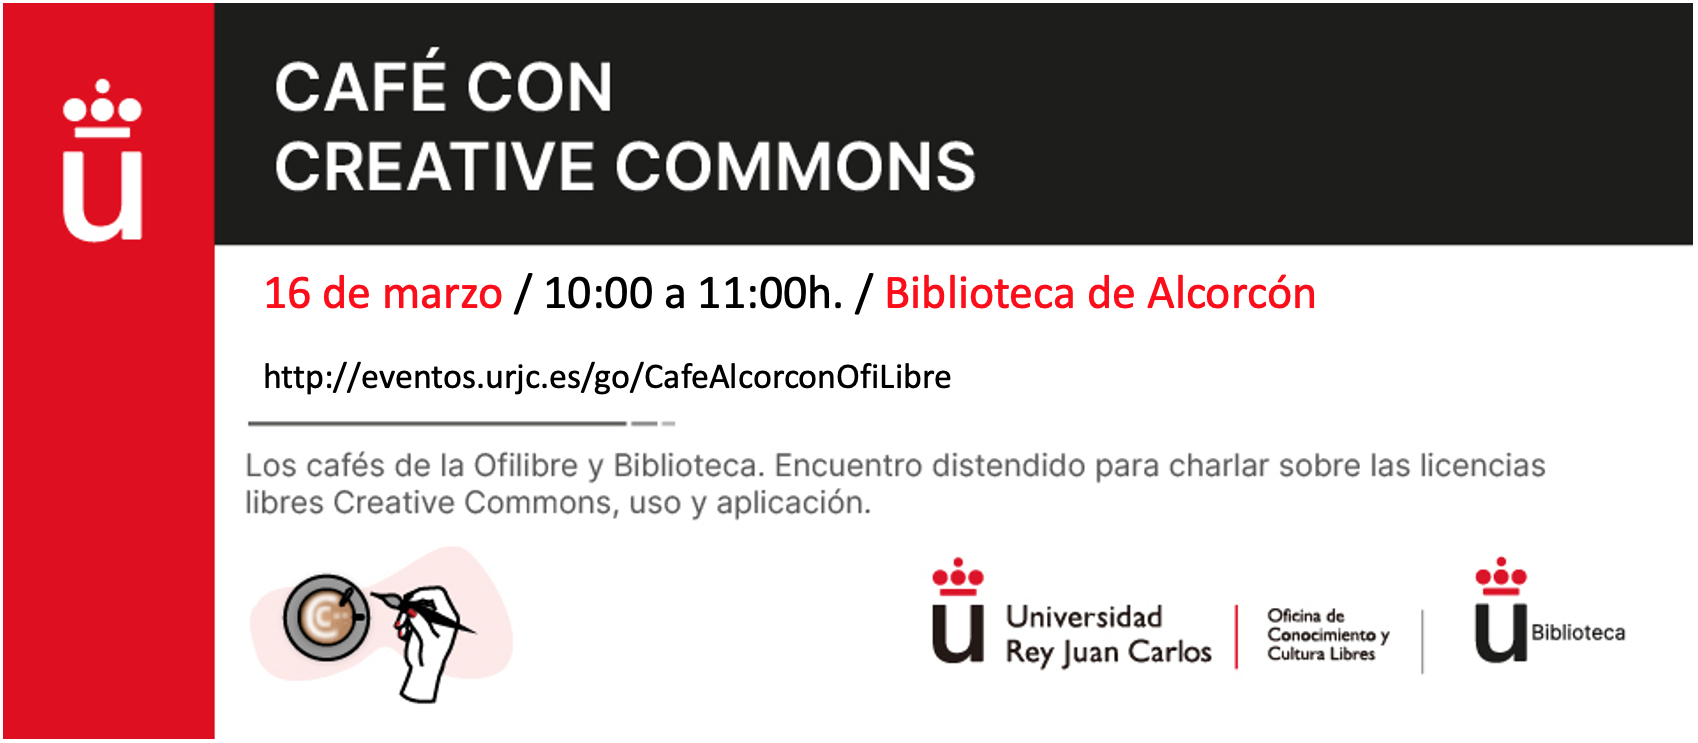 CAFÉ CON
CREATIVE COMMONS
16 de marzo / 10:00 a 11:00h. / Biblioteca de Alcorcón
http://eventos.urjc.es/go/CafeAlcorconOfiLibre
Los cafés de la Ofilibre y Biblioteca. Encuentro distendido para charlar sobre las licencias
libres Creative Commons, uso y aplicación.
u
Universidad
Rey Juan Carlos
Oficina de
Conocimiento y
Cultura Libres
u Biblioteca